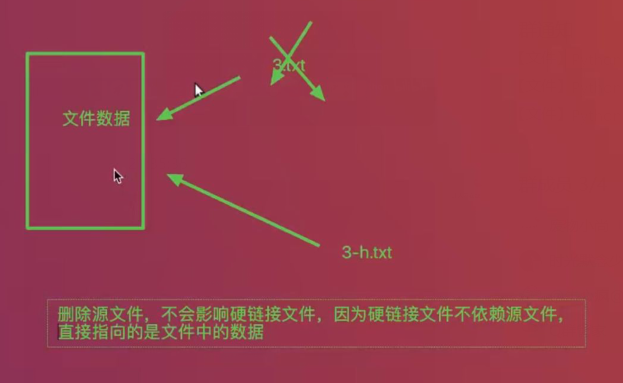 3.txt
文件数据
3-h.txt
删除源文件，不会影响硬链接文件，因为硬链接文件不依赖源文件，
直接指向的是文件中的数据